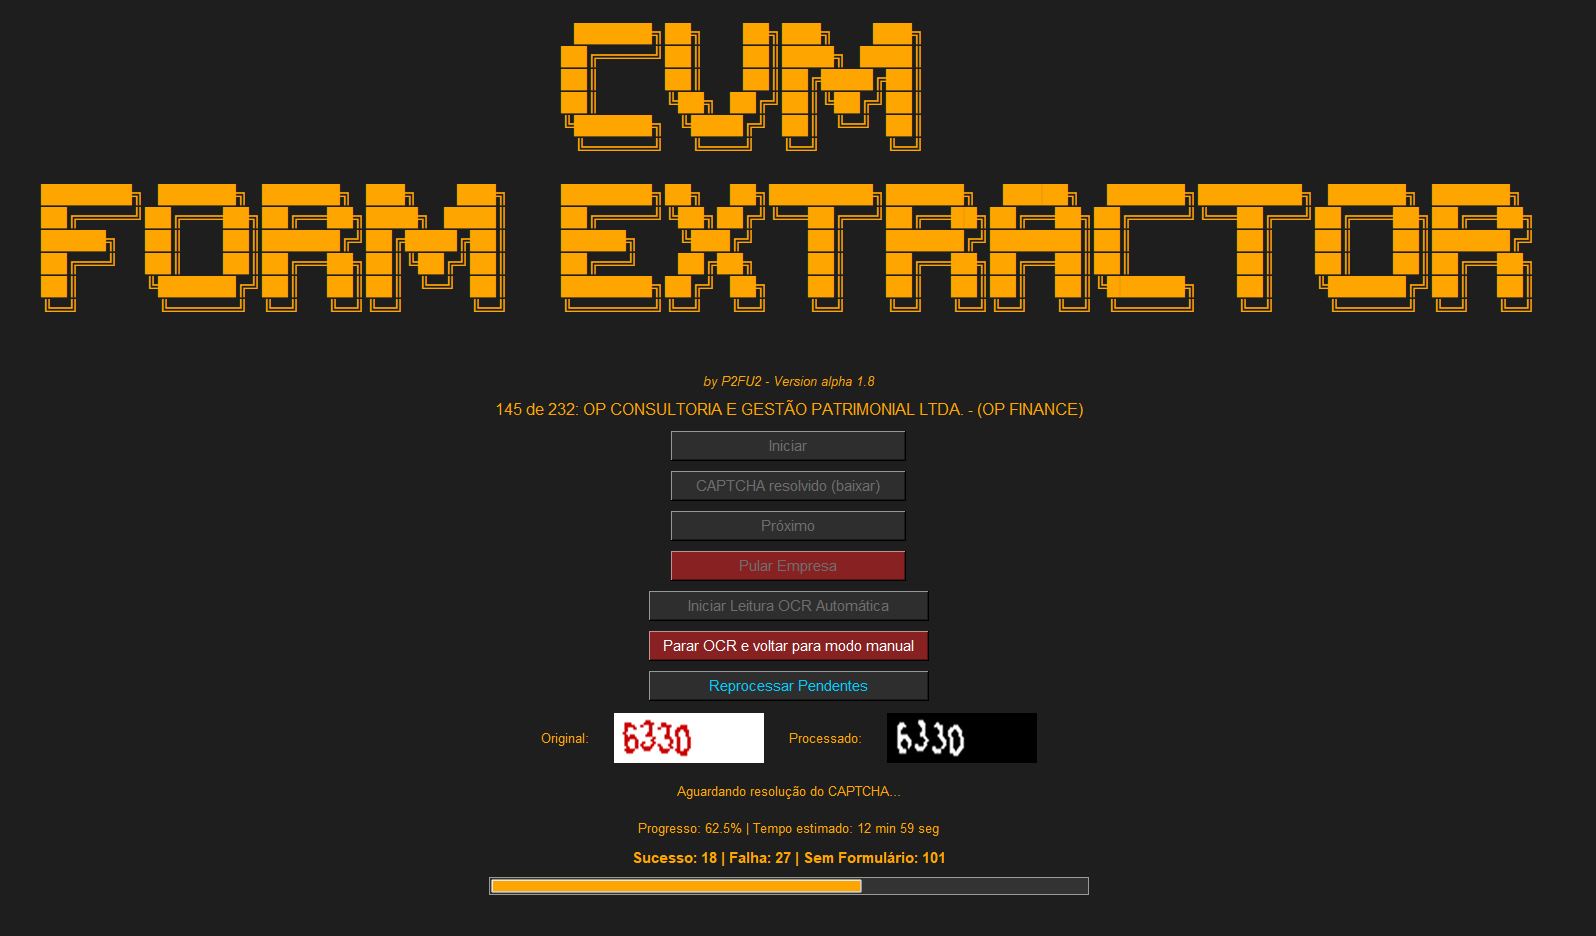 CVM
FORM EXTRACTOR
by P2FU2 - Version alpha 1.8
145 de 232: OP CONSULTORIA E GESTÃO PATRIMONIAL LTDA. - (OP FINANCE)
Iniciar
CAPTCHA resolvido (baixar)
Próximo
Pular Empresa
Iniciar Leitura OCR Automática
Parar OCR e voltar para modo manual
Reprocessar Pendentes
Original: 6330 Processado: 6330
Aguardando resolução do CAPTCHA...
Progresso: 62.5% | Tempo estimado: 12 min 59 seg
Sucesso: 18 | Falha: 27 | Sem Formulário: 101